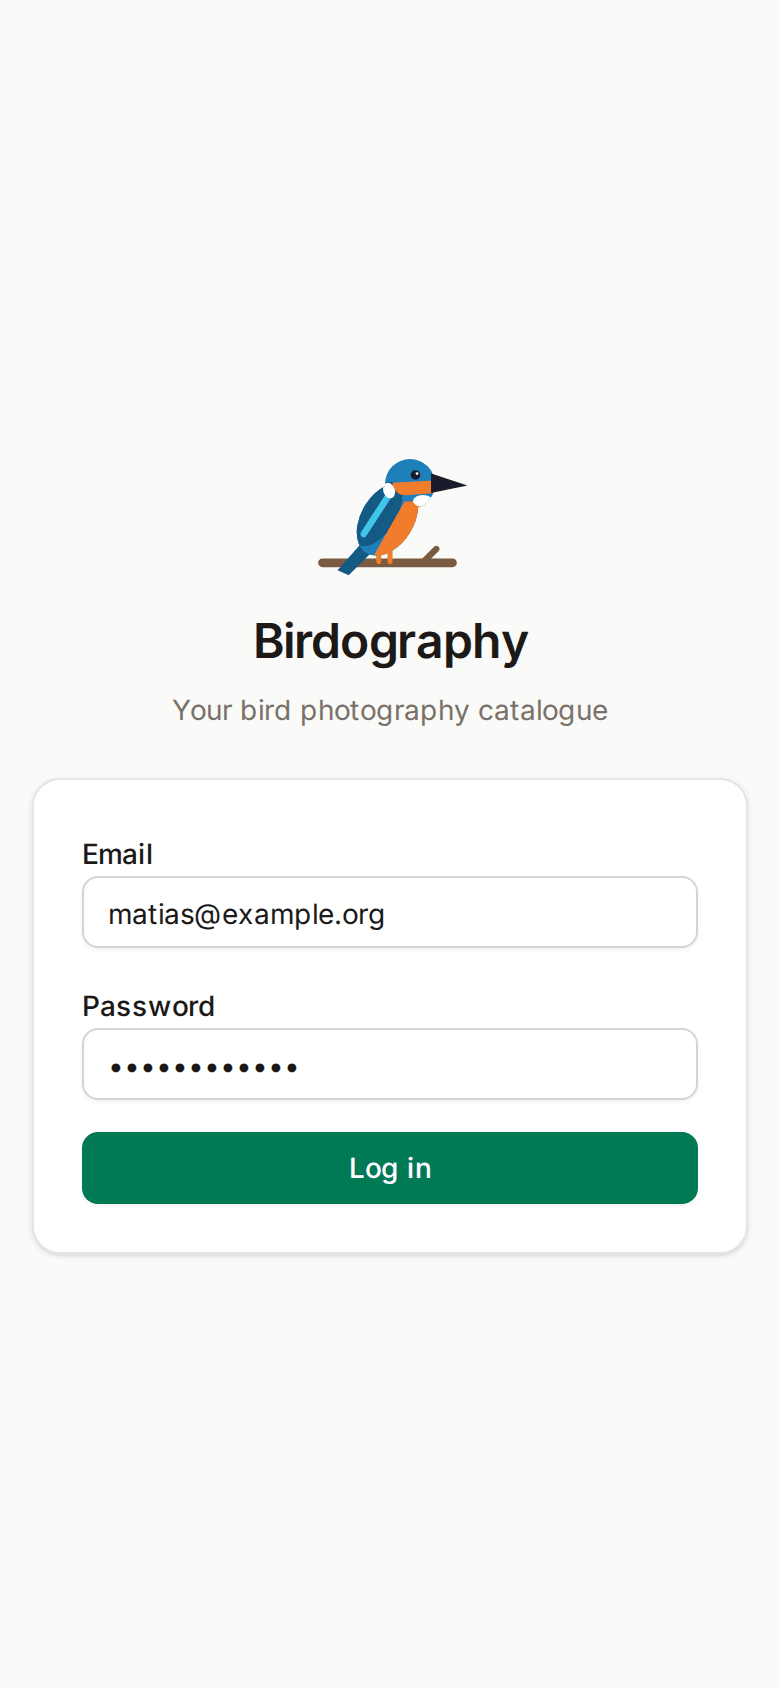 Birdography
Your bird photography catalogue
Email
matias@example.org
Password
••••••••••••
Log in